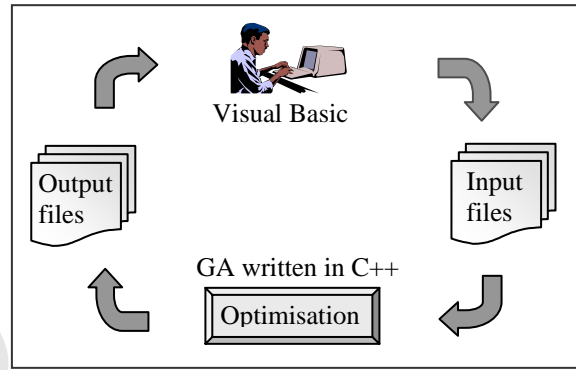 Visual Basic
Output
files
Input
files
GA written in C++
Optimisation